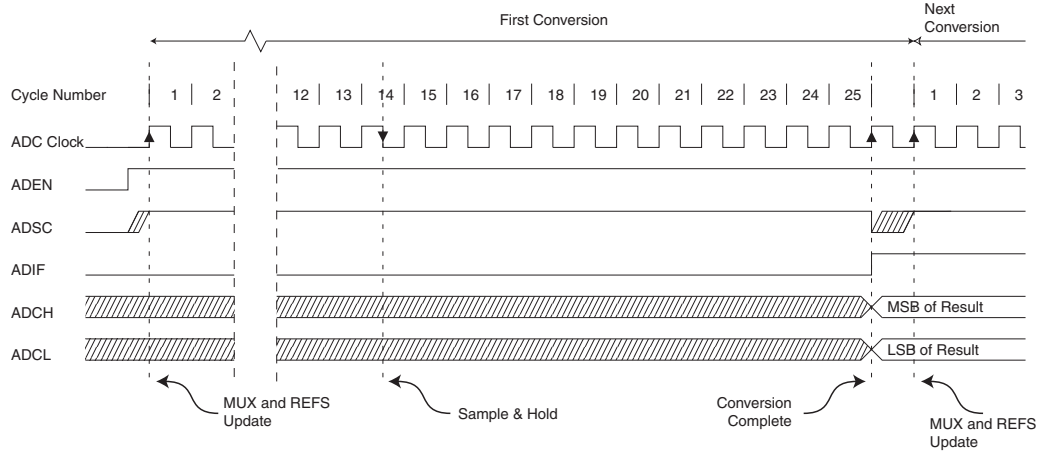 First Conversion
Next
Conversion
Cycle Number 1 2 12 13 14 15 16 17 18 19 20 21 22 23 24 25 1 2 3
ADC Clock
ADEN
ADSC
ADIF
ADCH MSB of Result
ADCL LSB of Result
MUX and REFS
Update
Sample & Hold
Conversion
Complete
MUX and REFS
Update